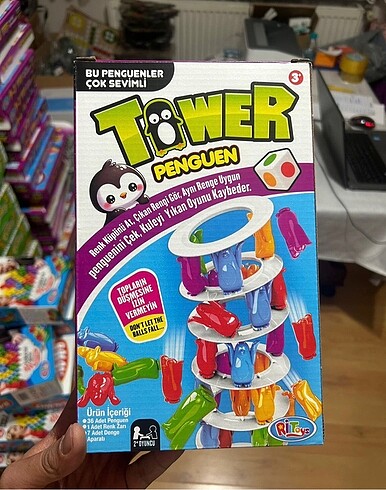 BU PENGUENLER
ÇOK SEVİMLİ
3+
TOWER
PENGUEN
Renk Küpünü At, Çıkan Rengi Gör, Aynı Renge Uygun
penguenini Çek, Kuleyi Yıkan Oyunu Kaybeder.
TOPLARIN
DÜŞMESİNE
İZİN
VERMEYİN
DON'T LET THE
BALLS FALL...
Ürün İçeriği
•36 Adet Penguen
•1 Adet Renk Zarı
•7 Adet Denge
Aparatı
2+ OYUNCU
RiToys